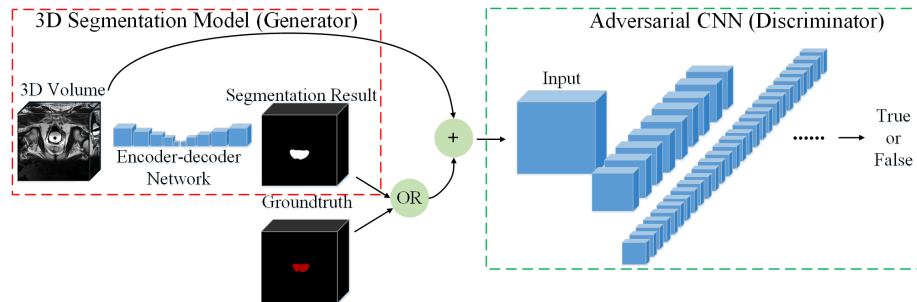 3D Segmentation Model (Generator)
3D Volume
Encoder-decoder
Network
Segmentation Result
Groundtruth
OR
+
Adversarial CNN (Discriminator)
Input
......
True
or
False